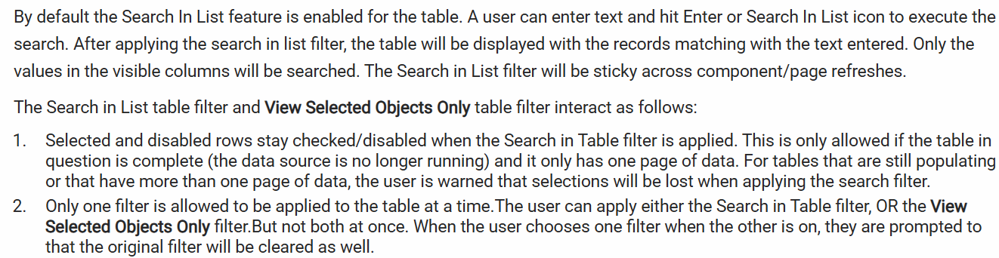 By default the Search In List feature is enabled for the table. A user can enter text and hit Enter or Search In List icon to execute the
search. After applying the search in list filter, the table will be displayed with the records matching with the text entered. Only the
values in the visible columns will be searched. The Search in List filter will be sticky across component/page refreshes.
The Search in List table filter and View Selected Objects Only table filter interact as follows:
1. Selected and disabled rows stay checked/disabled when the Search in Table filter is applied. This is only allowed if the table in
question is complete (the data source is no longer running) and it only has one page of data. For tables that are still populating
or that have more than one page of data, the user is warned that selections will be lost when applying the search filter.
2. Only one filter is allowed to be applied to the table at a time.The user can apply either the Search in Table filter, OR the View
Selected Objects Only filter.But not both at once. When the user chooses one filter when the other is on, they are prompted to
that the original filter will be cleared as well.